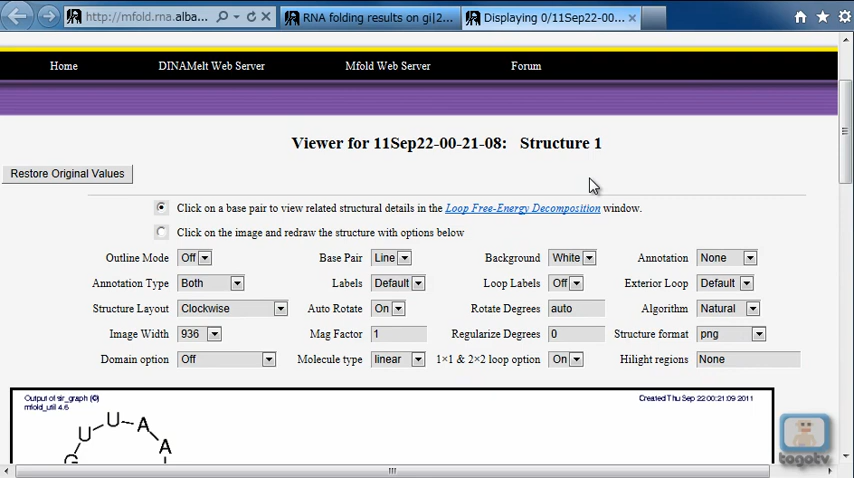 http://mfold.rna.alba...
RNA folding results on gi|2...
Displaying 0/11Sep22-00...
Home DINAMelt Web Server Mfold Web Server Forum
Viewer for 11Sep22-00-21-08: Structure 1
Restore Original Values
Click on a base pair to view related structural details in the Loop Free-Energy Decomposition window.
Click on the image and redraw the structure with options below
Outline Mode Off Base Pair Line Background White Annotation None
Annotation Type Both Labels Default Loop Labels Off Exterior Loop Default
Structure Layout Clockwise Auto Rotate On Rotate Degrees auto Algorithm Natural
Image Width 936 Mag Factor 1 Regularize Degrees 0 Structure format png
Domain option Off Molecule type linear 1×1 & 2×2 loop option On Hilight regions None
Output of sir_graph (©) Created Thu Sep 22 00:21:09 2011
mfold_util 4.6
U U A
G A
togotv